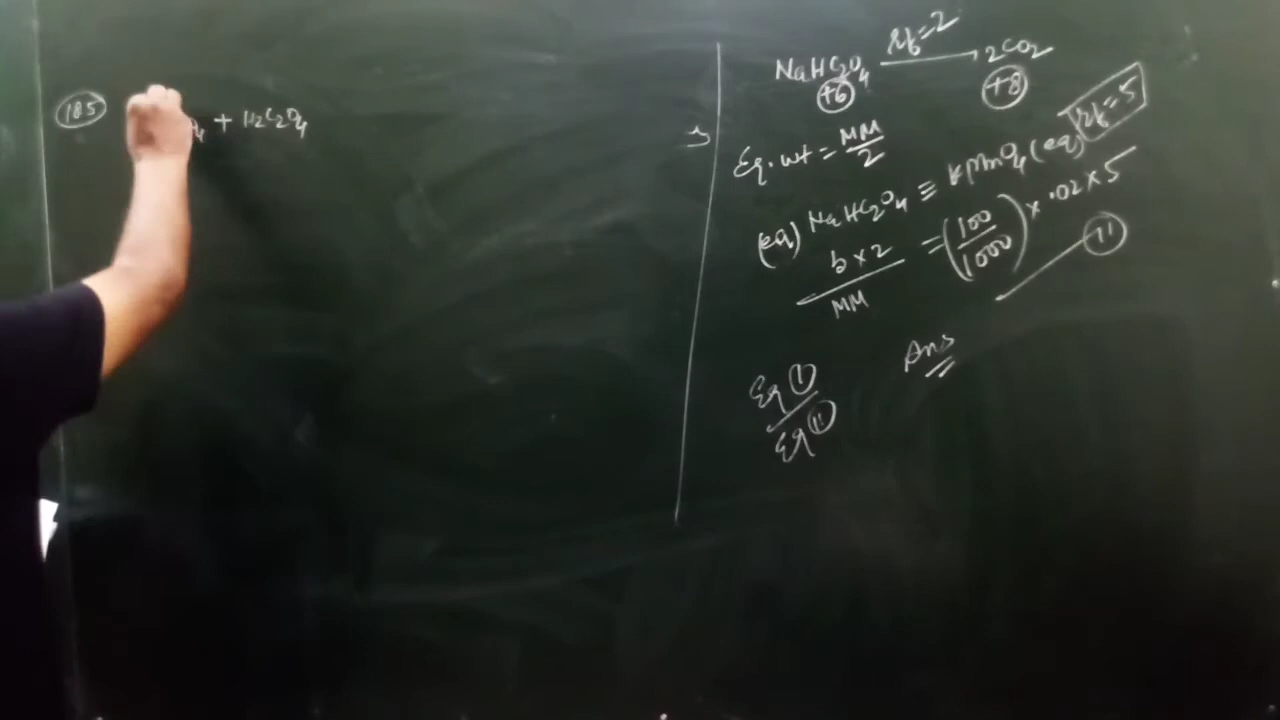 185
O4 + H2C2O4
NaHC2O4 → 2CO2
nf=2
+6 +8
Eq. wt = MM/2
(eq) NaHC2O4 ≡ KMnO4 (eq) nf=5
b×2/MM = (100/1000) × .02 × 5
II
Eq I / Eq II
Ans